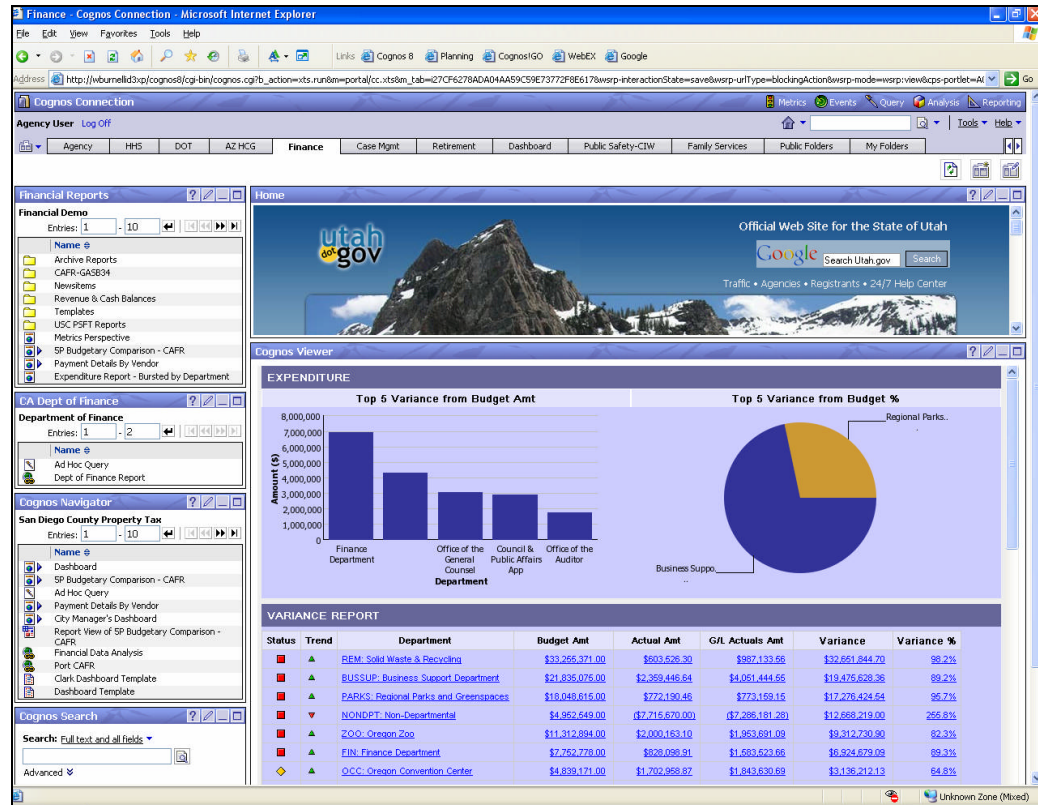 Finance - Cognos Connection - Microsoft Internet Explorer
File Edit View Favorites Tools Help
Links Cognos 8 Planning Cognos!GO WebEX Google
Address http://wburnellid3xp/cognos8/cgi-bin/cognos.cgi?b_action=xts.run&m=portal/cc.xts&m_tab=i27CF6278ADA04AA59C59E73772F8E617&wsrp-interactionState=save&wsrp-urlType=blockingAction&wsrp-mode=wsrp:view&cps-portlet=A( Go
Cognos Connection Metrics Events Query Analysis Reporting
Agency User Log Off Tools Help
Agency HHS DOT AZ HCG Finance Case Mgmt Retirement Dashboard Public Safety-CIW Family Services Public Folders My Folders
Financial Reports
Financial Demo
Entries: 1 - 10
Name
Archive Reports
CAFR-GASB34
Newsitems
Revenue & Cash Balances
Templates
USC PSFT Reports
Metrics Perspective
5P Budgetary Comparison - CAFR
Payment Details By Vendor
Expenditure Report - Bursted by Department
CA Dept of Finance
Department of Finance
Entries: 1 - 2
Name
Ad Hoc Query
Dept of Finance Report
Cognos Navigator
San Diego County Property Tax
Entries: 1 - 10
Name
Dashboard
5P Budgetary Comparison - CAFR
Ad Hoc Query
Payment Details By Vendor
City Manager's Dashboard
Report View of 5P Budgetary Comparison -
CAFR
Financial Data Analysis
Port CAFR
Clark Dashboard Template
Dashboard Template
Cognos Search
Search: Full text and all fields
Advanced
Home
utah
dot gov
Official Web Site for the State of Utah
Google Search Utah.gov Search
Traffic • Agencies • Registrants • 24/7 Help Center
Cognos Viewer
EXPENDITURE
Top 5 Variance from Budget Amt
Amount ($)
8,000,000
7,000,000
6,000,000
5,000,000
4,000,000
3,000,000
2,000,000
1,000,000
0
Finance Department
Office of the General Counsel
Council & Public Affairs App
Office of the Auditor
Department
Top 5 Variance from Budget %
Regional Parks..
Business Suppo..
VARIANCE REPORT
Status Trend Department Budget Amt Actual Amt G/L Actuals Amt Variance Variance %
REM: Solid Waste & Recycling $33,255,371.00 $603,526.30 $987,133.56 $32,651,844.70 98.2%
BUSSUP: Business Support Department $21,835,075.00 $2,359,446.64 $4,051,444.55 $19,475,628.36 89.2%
PARKS: Regional Parks and Greenspaces $18,048,615.00 $772,190.46 $773,159.15 $17,276,424.54 95.7%
NONDPT: Non-Departmental $4,952,549.00 ($7,715,670.00) ($7,286,181.28) $12,668,219.00 255.8%
ZOO: Oregon Zoo $11,312,894.00 $2,000,163.10 $1,953,691.09 $9,312,730.90 82.3%
FIN: Finance Department $7,752,778.00 $828,098.91 $1,583,523.66 $6,924,679.09 89.3%
OCC: Oregon Convention Center $4,839,171.00 $1,702,958.87 $1,843,630.69 $3,136,212.13 64.8%
Unknown Zone (Mixed)